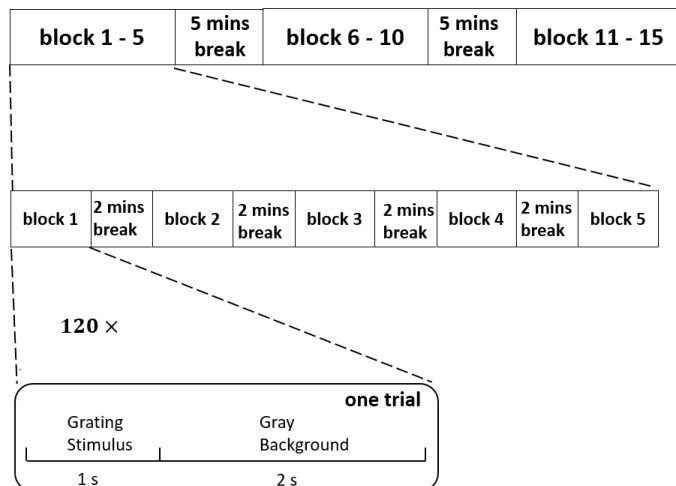 block 1 - 5
5 mins
break
block 6 - 10
5 mins
break
block 11 - 15
block 1
2 mins
break
block 2
2 mins
break
block 3
2 mins
break
block 4
2 mins
break
block 5
120 ×
one trial
Grating
Stimulus
Gray
Background
1 s
2 s